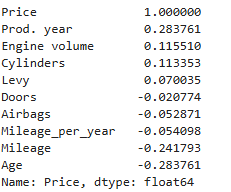 Price 1.000000
Prod. year 0.283761
Engine volume 0.115510
Cylinders 0.113353
Levy 0.070035
Doors -0.020774
Airbags -0.052871
Mileage_per_year -0.054098
Mileage -0.241793
Age -0.283761
Name: Price, dtype: float64